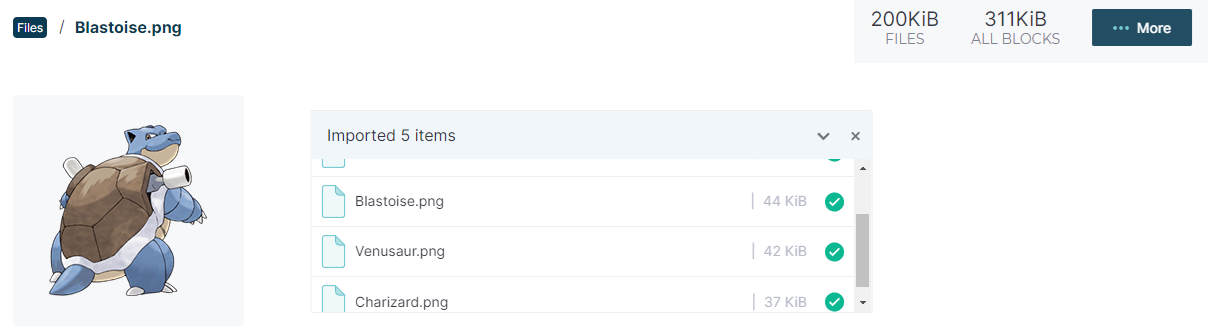 Files / Blastoise.png
200KiB
FILES
311KiB
ALL BLOCKS
••• More
Imported 5 items
Blastoise.png | 44 KiB
Venusaur.png | 42 KiB
Charizard.png | 37 KiB